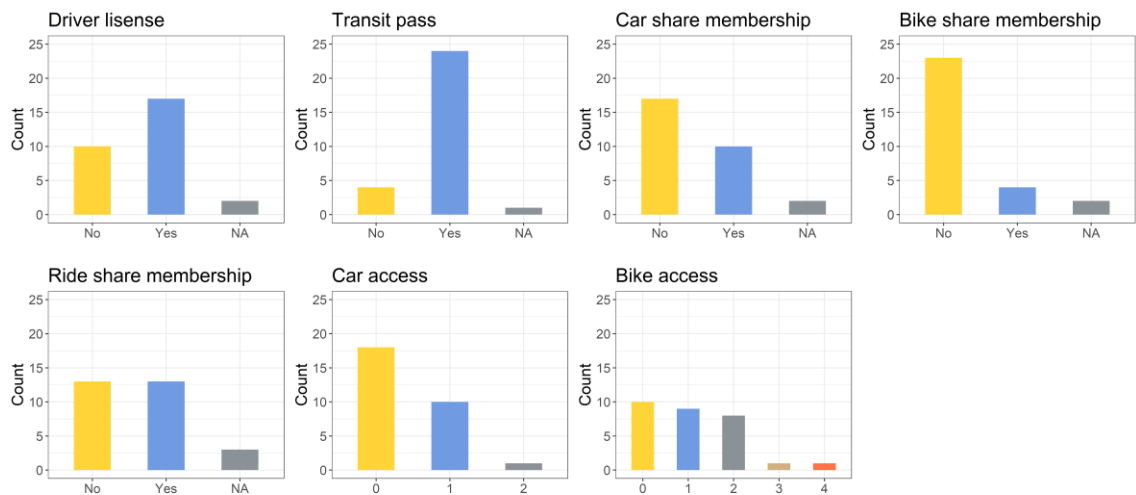 Driver lisense
Transit pass
Car share membership
Bike share membership
25
20
15
10
5
0
Count
No Yes NA
25
20
15
10
5
0
Count
No Yes NA
25
20
15
10
5
0
Count
No Yes NA
25
20
15
10
5
0
Count
No Yes NA
Ride share membership
Car access
Bike access
25
20
15
10
5
0
Count
No Yes NA
25
20
15
10
5
0
Count
0 1 2
25
20
15
10
5
0
Count
0 1 2 3 4